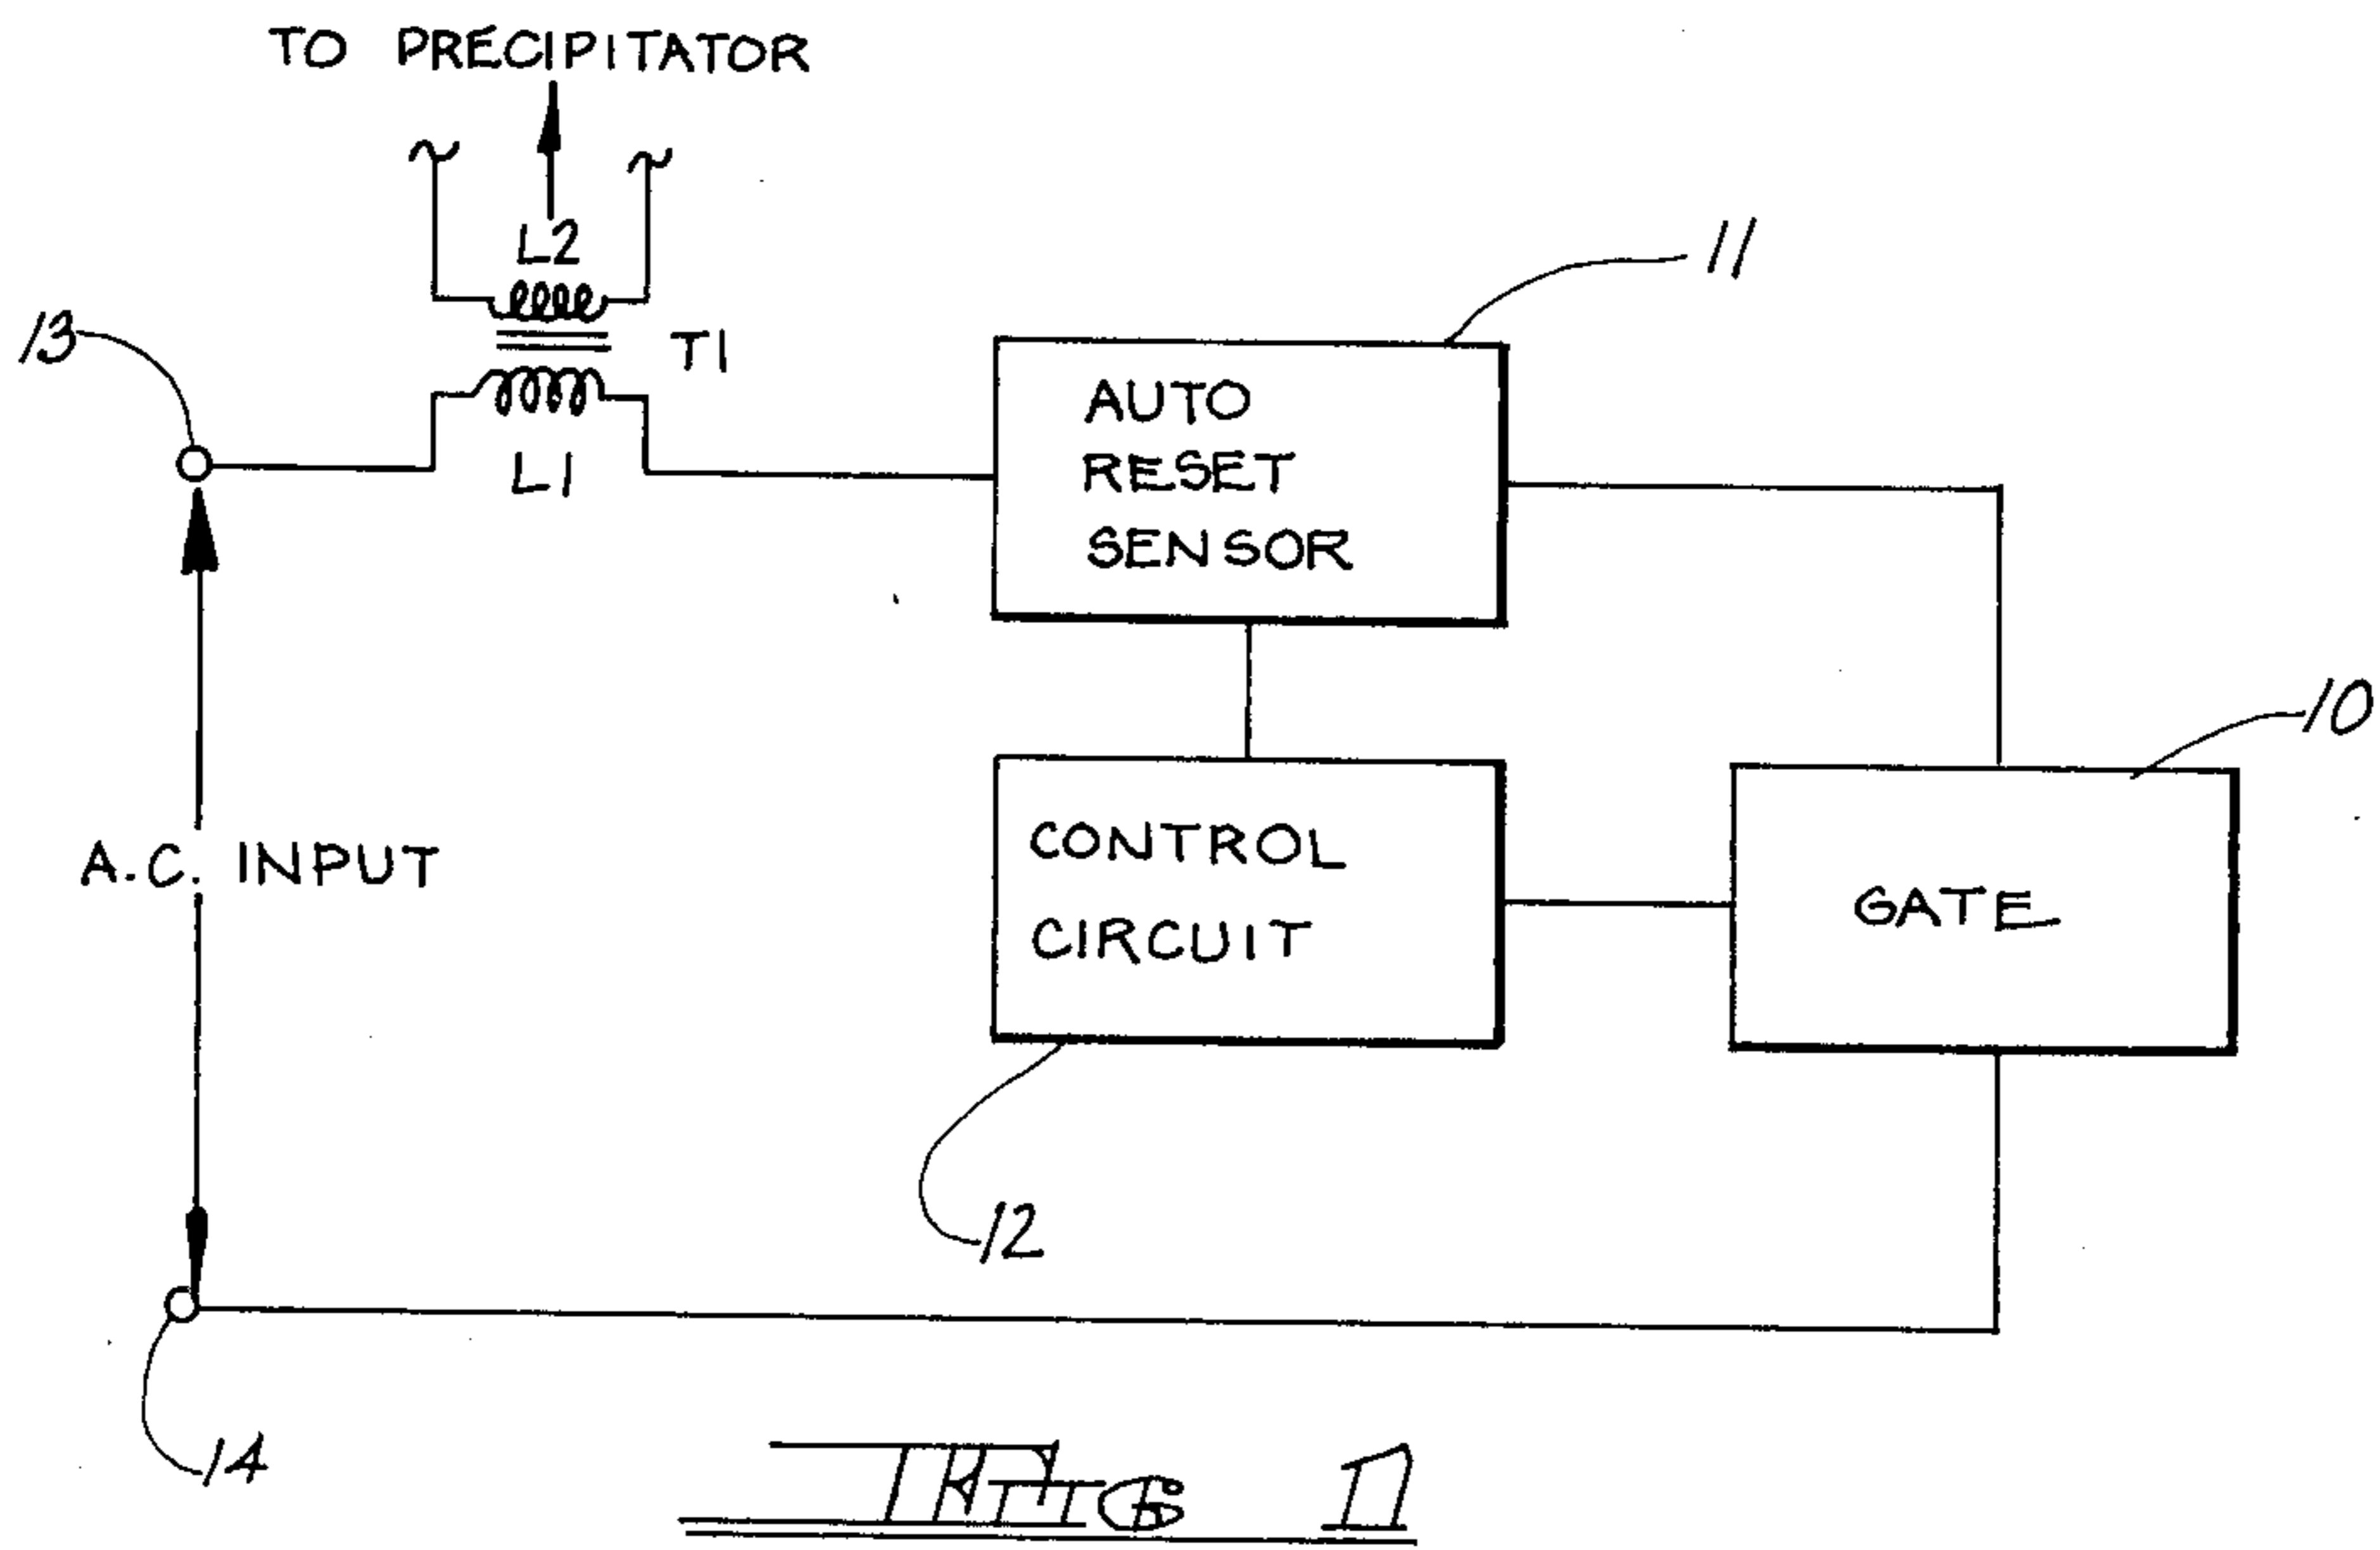 TO PRECIPITATOR
L2
T1
L1
13
11
AUTO
RESET
SENSOR
10
A.C. INPUT
CONTROL
CIRCUIT
GATE
12
14
FIG 1